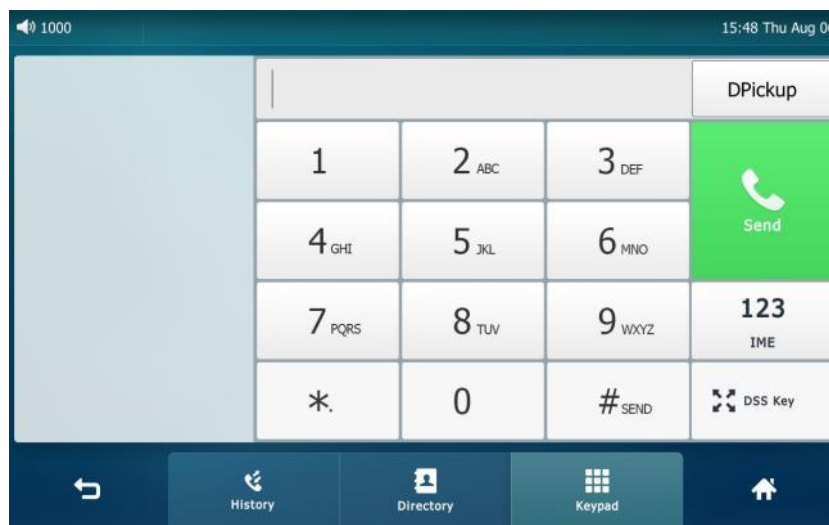 1000 15:48 Thu Aug
DPickup
1 2 ABC 3 DEF
Send
4 GHI 5 JKL 6 MNO
7 PQRS 8 TUV 9 WXYZ 123
IME
*. 0 # SEND DSS Key
History Directory Keypad